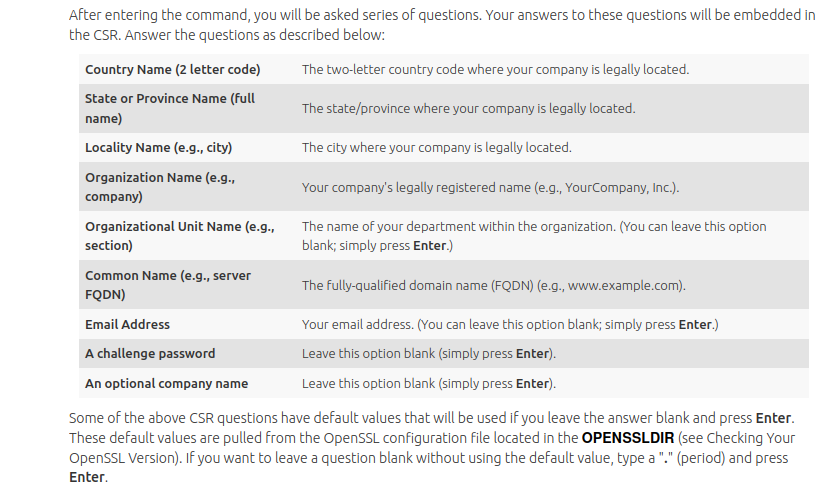 After entering the command, you will be asked series of questions. Your answers to these questions will be embedded in
the CSR. Answer the questions as described below:
Country Name (2 letter code) The two-letter country code where your company is legally located.
State or Province Name (full
name) The state/province where your company is legally located.
Locality Name (e.g., city) The city where your company is legally located.
Organization Name (e.g.,
company) Your company's legally registered name (e.g., YourCompany, Inc.).
Organizational Unit Name (e.g., The name of your department within the organization. (You can leave this option
section) blank; simply press Enter.)
Common Name (e.g., server
FQDN) The fully-qualified domain name (FQDN) (e.g., www.example.com).
Email Address Your email address. (You can leave this option blank; simply press Enter.)
A challenge password Leave this option blank (simply press Enter).
An optional company name Leave this option blank (simply press Enter).
Some of the above CSR questions have default values that will be used if you leave the answer blank and press Enter.
These default values are pulled from the OpenSSL configuration file located in the OPENSSLDIR (see Checking Your
OpenSSL Version). If you want to leave a question blank without using the default value, type a "." (period) and press
Enter.